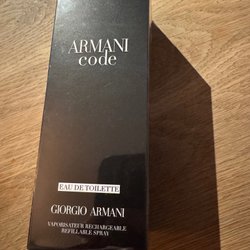 ARMANI
code
EAU DE TOILETTE
GIORGIO ARMANI
VAPORISATEUR RECHARGEABLE
REFILLABLE SPRAY